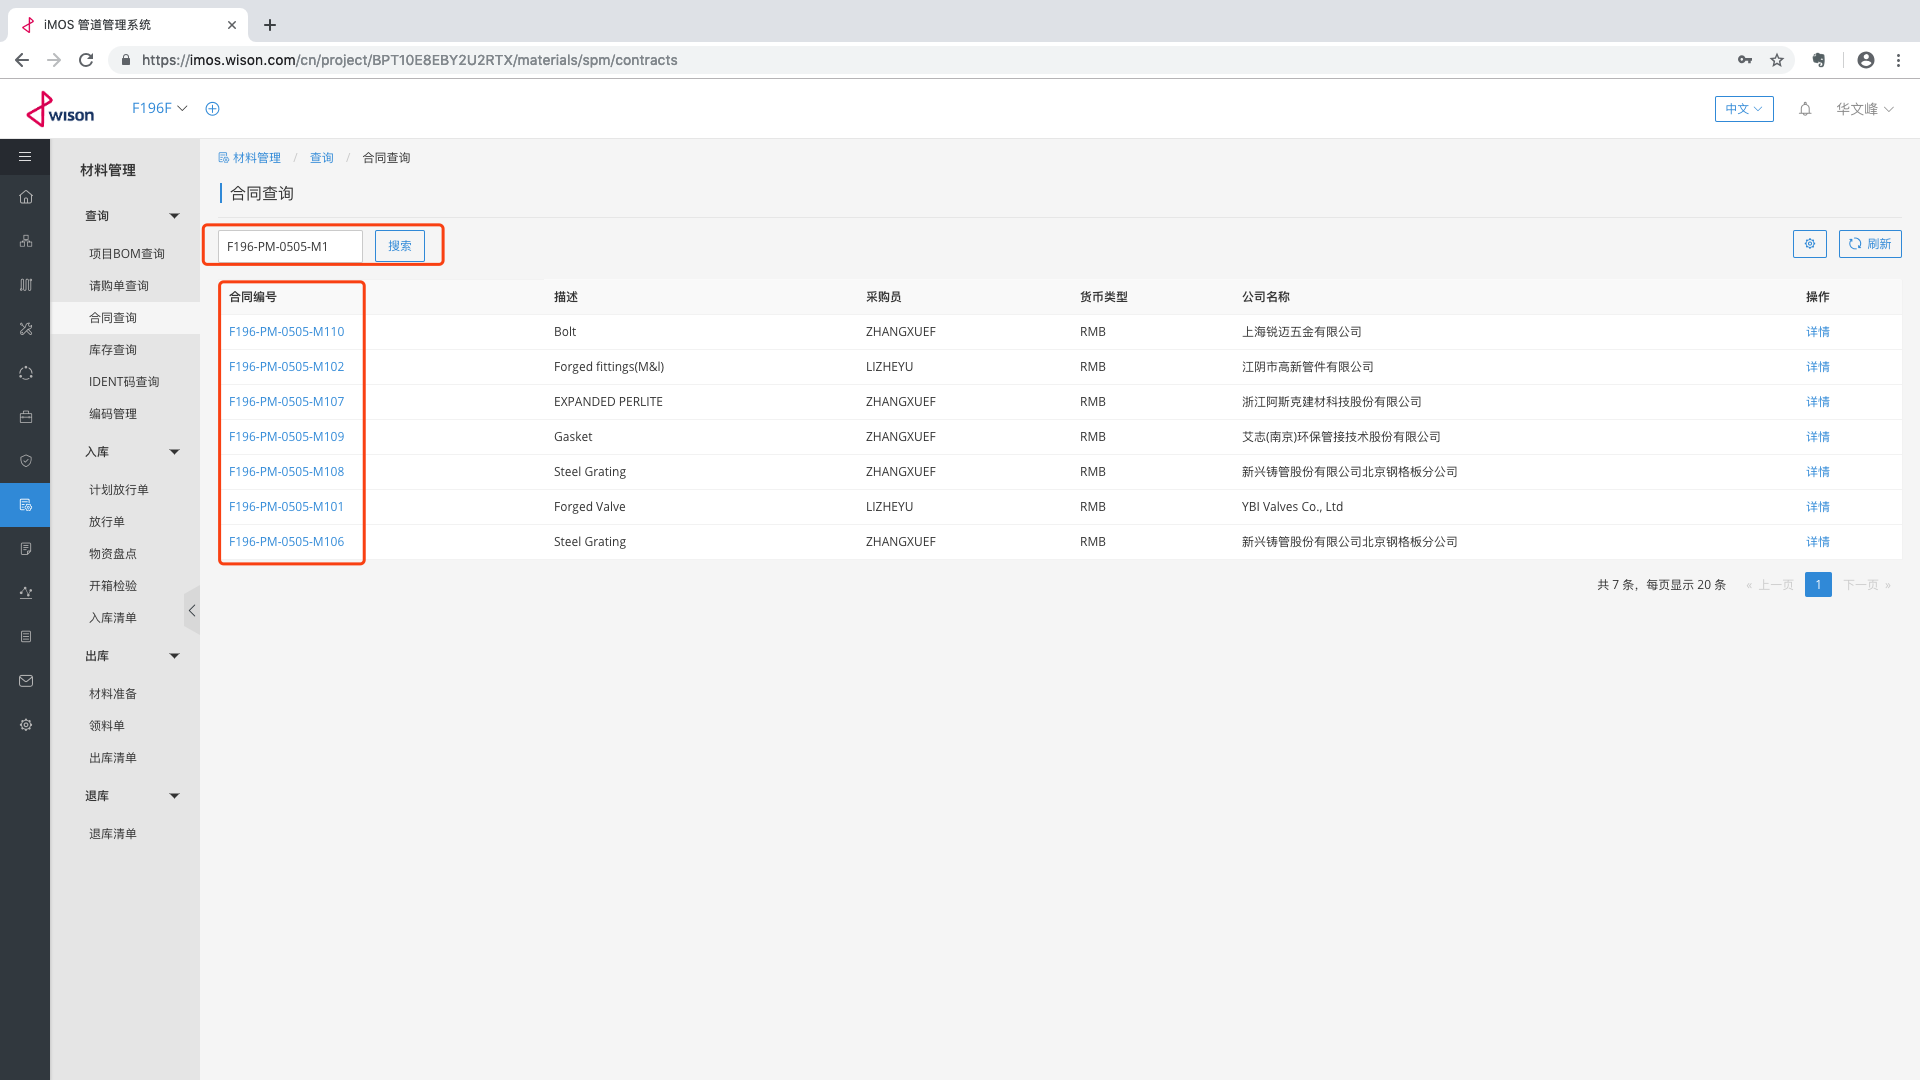 iMOS 管道管理系统
https://imos.wison.com/cn/project/BPT10E8EBY2U2RTX/materials/spm/contracts
wison
F196F
中文
华文峰
材料管理 / 查询 / 合同查询
合同查询
材料管理
查询
项目BOM查询
请购单查询
合同查询
库存查询
IDENT码查询
编码管理
入库
计划放行单
放行单
物资盘点
开箱检验
入库清单
出库
材料准备
领料单
出库清单
退库
退库清单
F196-PM-0505-M1 搜索
刷新
合同编号 描述 采购员 货币类型 公司名称 操作
F196-PM-0505-M110 Bolt ZHANGXUEF RMB 上海锐迈五金有限公司 详情
F196-PM-0505-M102 Forged fittings(M&l) LIZHEYU RMB 江阴市高新管件有限公司 详情
F196-PM-0505-M107 EXPANDED PERLITE ZHANGXUEF RMB 浙江阿斯克建材科技股份有限公司 详情
F196-PM-0505-M109 Gasket ZHANGXUEF RMB 艾志(南京)环保管接技术股份有限公司 详情
F196-PM-0505-M108 Steel Grating ZHANGXUEF RMB 新兴铸管股份有限公司北京钢格板分公司 详情
F196-PM-0505-M101 Forged Valve LIZHEYU RMB YBI Valves Co., Ltd 详情
F196-PM-0505-M106 Steel Grating ZHANGXUEF RMB 新兴铸管股份有限公司北京钢格板分公司 详情
共 7 条，每页显示 20 条 « 上一页 1 下一页 »